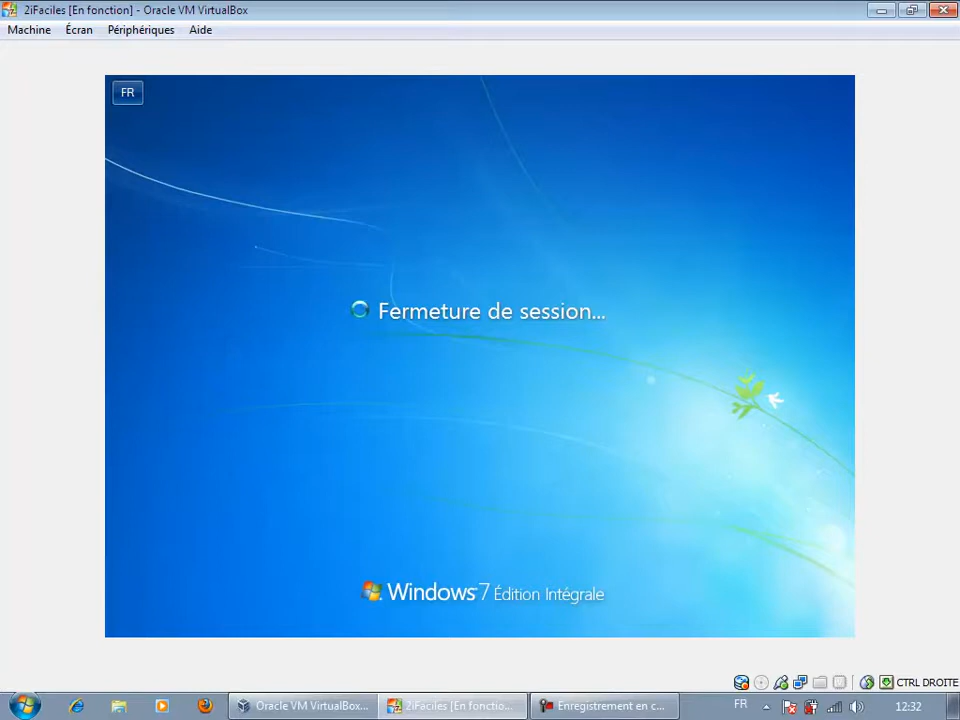 2iFaciles [En fonction] - Oracle VM VirtualBox
Machine Écran Périphériques Aide
FR
Fermeture de session...
Windows 7 Édition Intégrale
CTRL DROITE
Oracle VM VirtualBox... 2iFaciles [En fonctio... Enregistrement en c... FR 12:32